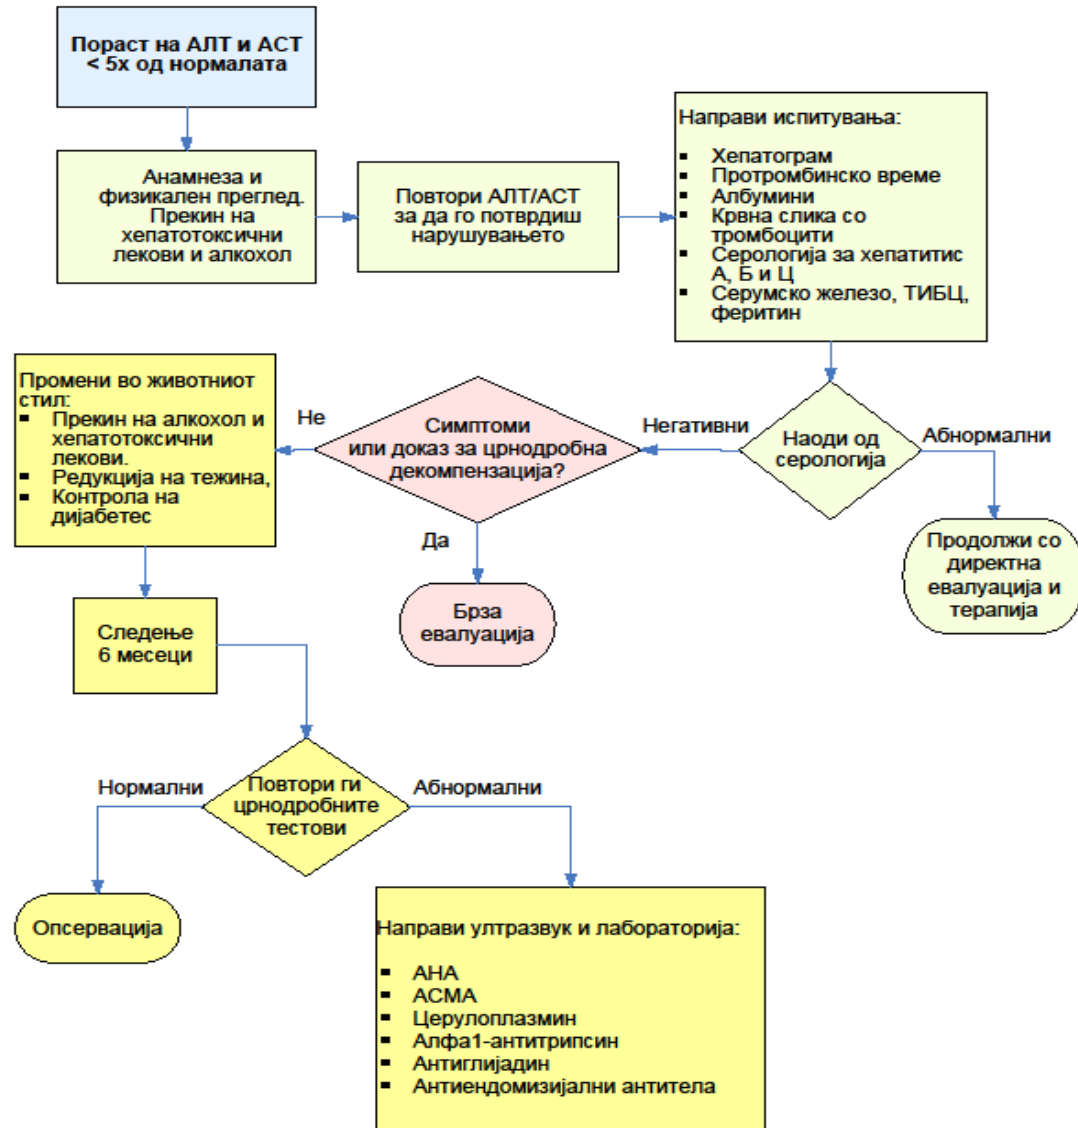 Пораст на АЛТ и АСТ
< 5x од нормалата
Анамнеза и
физикален преглед.
Прекин на
хепатотоксични
лекови и алкохол
Повтори АЛТ/АСТ
за да го потврдиш
нарушувањето
Направи испитувања:
▪ Хепатограм
▪ Протромбинско време
▪ Албумини
▪ Крвна слика со
тромбоцити
▪ Серологија за хепатитис
А, Б и Ц
▪ Серумско железо, ТИБЦ,
феритин
Наоди од
серологија
Абнормални
Продолжи со
директна
евалуација и
терапија
Негативни
Симптоми
или доказ за црнодробна
декомпензација?
Да
Брза
евалуација
Не
Промени во животниот
стил:
▪ Прекин на алкохол и
хепатотоксични
лекови.
▪ Редукција на тежина,
▪ Контрола на
дијабетес
Следење
6 месеци
Повтори ги
црнодробните
тестови
Нормални
Опсервација
Абнормални
Направи ултразвук и лабораторија:
▪ АНА
▪ АСМА
▪ Церулоплазмин
▪ Алфа1-антитрипсин
▪ Антиглијадин
▪ Антиендомизијални антитела